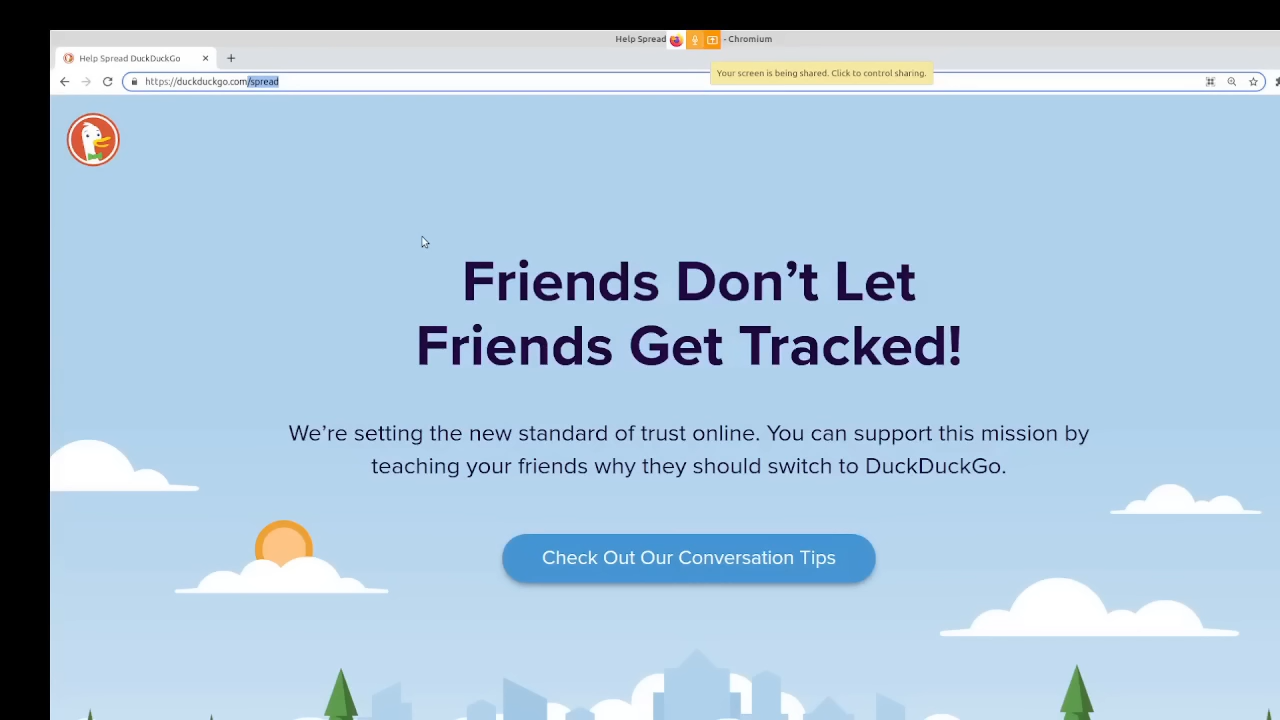 Help Spread - Chromium
Help Spread DuckDuckGo
https://duckduckgo.com/spread
Your screen is being shared. Click to control sharing.
Friends Don’t Let
Friends Get Tracked!
We’re setting the new standard of trust online. You can support this mission by
teaching your friends why they should switch to DuckDuckGo.
Check Out Our Conversation Tips